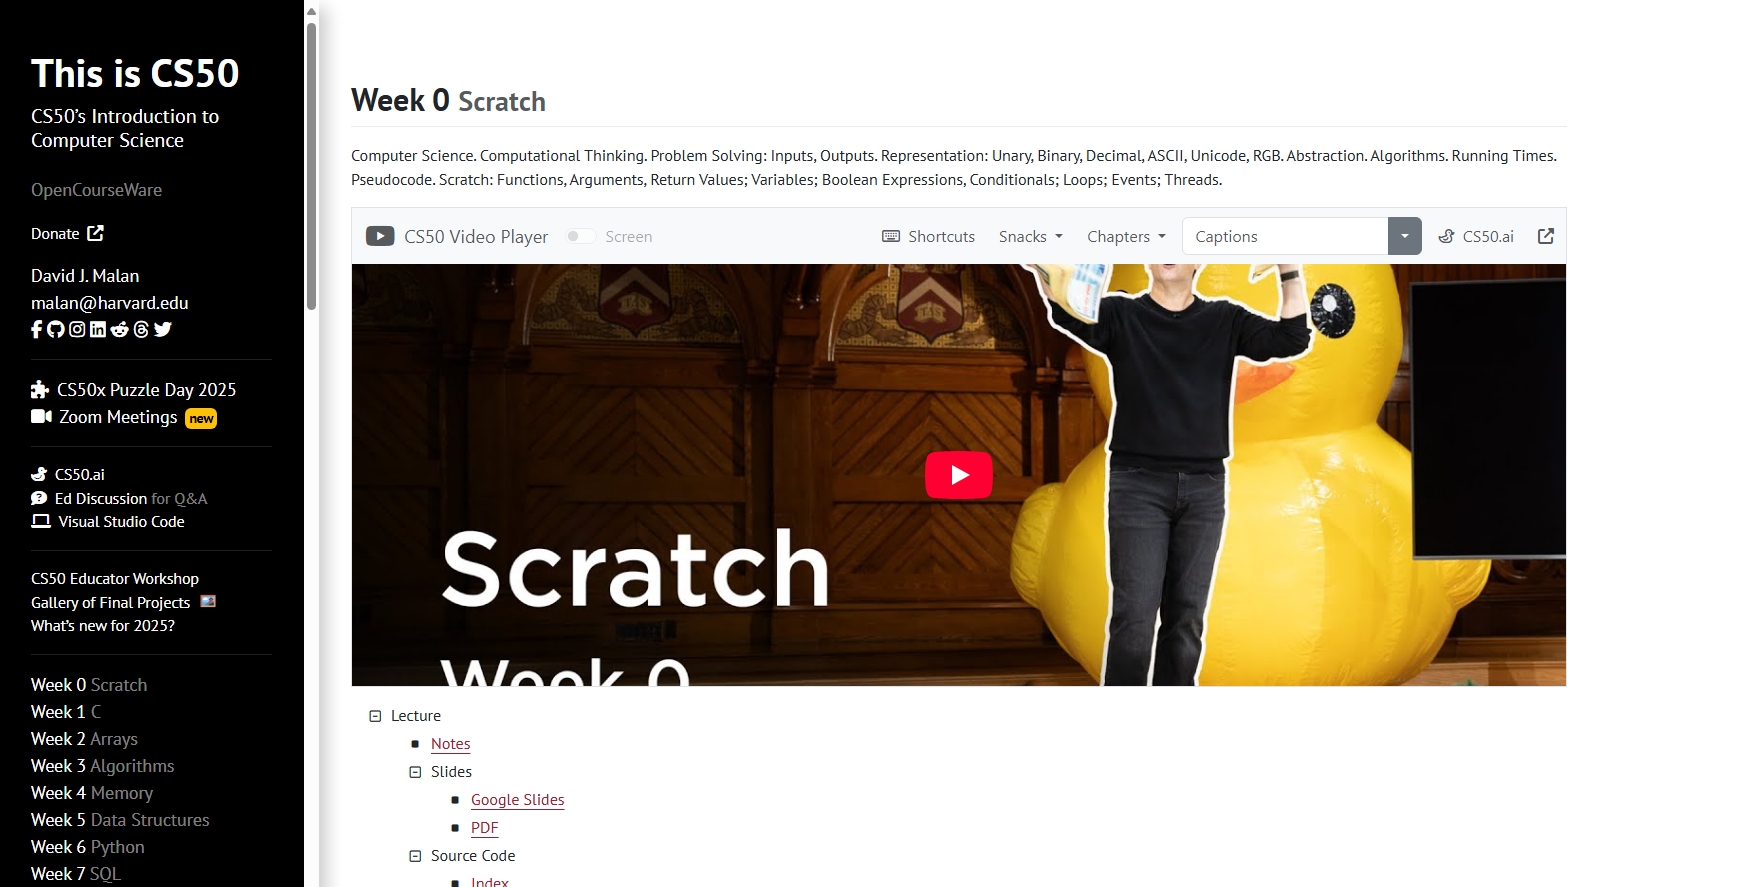 This is CS50
CS50’s Introduction to
Computer Science
OpenCourseWare
Donate
David J. Malan
malan@harvard.edu
CS50x Puzzle Day 2025
Zoom Meetings new
CS50.ai
Ed Discussion for Q&A
Visual Studio Code
CS50 Educator Workshop
Gallery of Final Projects
What’s new for 2025?
Week 0 Scratch
Week 1 C
Week 2 Arrays
Week 3 Algorithms
Week 4 Memory
Week 5 Data Structures
Week 6 Python
Week 7 SQL
Week 0 Scratch
Computer Science. Computational Thinking. Problem Solving: Inputs, Outputs. Representation: Unary, Binary, Decimal, ASCII, Unicode, RGB. Abstraction. Algorithms. Running Times.
Pseudocode. Scratch: Functions, Arguments, Return Values; Variables; Boolean Expressions, Conditionals; Loops; Events; Threads.
CS50 Video Player Screen Shortcuts Snacks Chapters Captions CS50.ai
Scratch
Week 0
Lecture
Notes
Slides
Google Slides
PDF
Source Code
Index